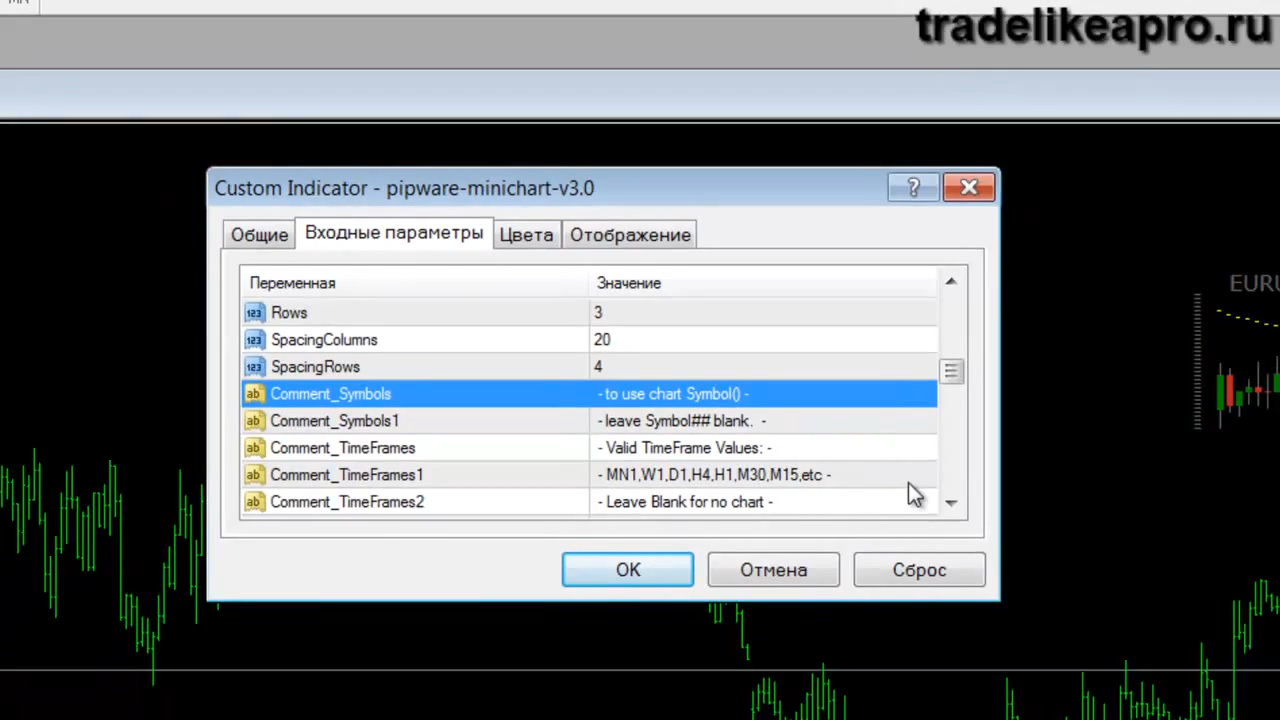 MN
tradelikeapro.ru
Custom Indicator - pipware-minichart-v3.0
Общие Входные параметры Цвета Отображение
Переменная Значение
Rows 3
SpacingColumns 20
SpacingRows 4
Comment_Symbols - to use chart Symbol() -
Comment_Symbols1 - leave Symbol## blank. -
Comment_TimeFrames - Valid TimeFrame Values: -
Comment_TimeFrames1 - MN1,W1,D1,H4,H1,M30,M15,etc -
Comment_TimeFrames2 - Leave Blank for no chart -
OK Отмена Сброс
EURU